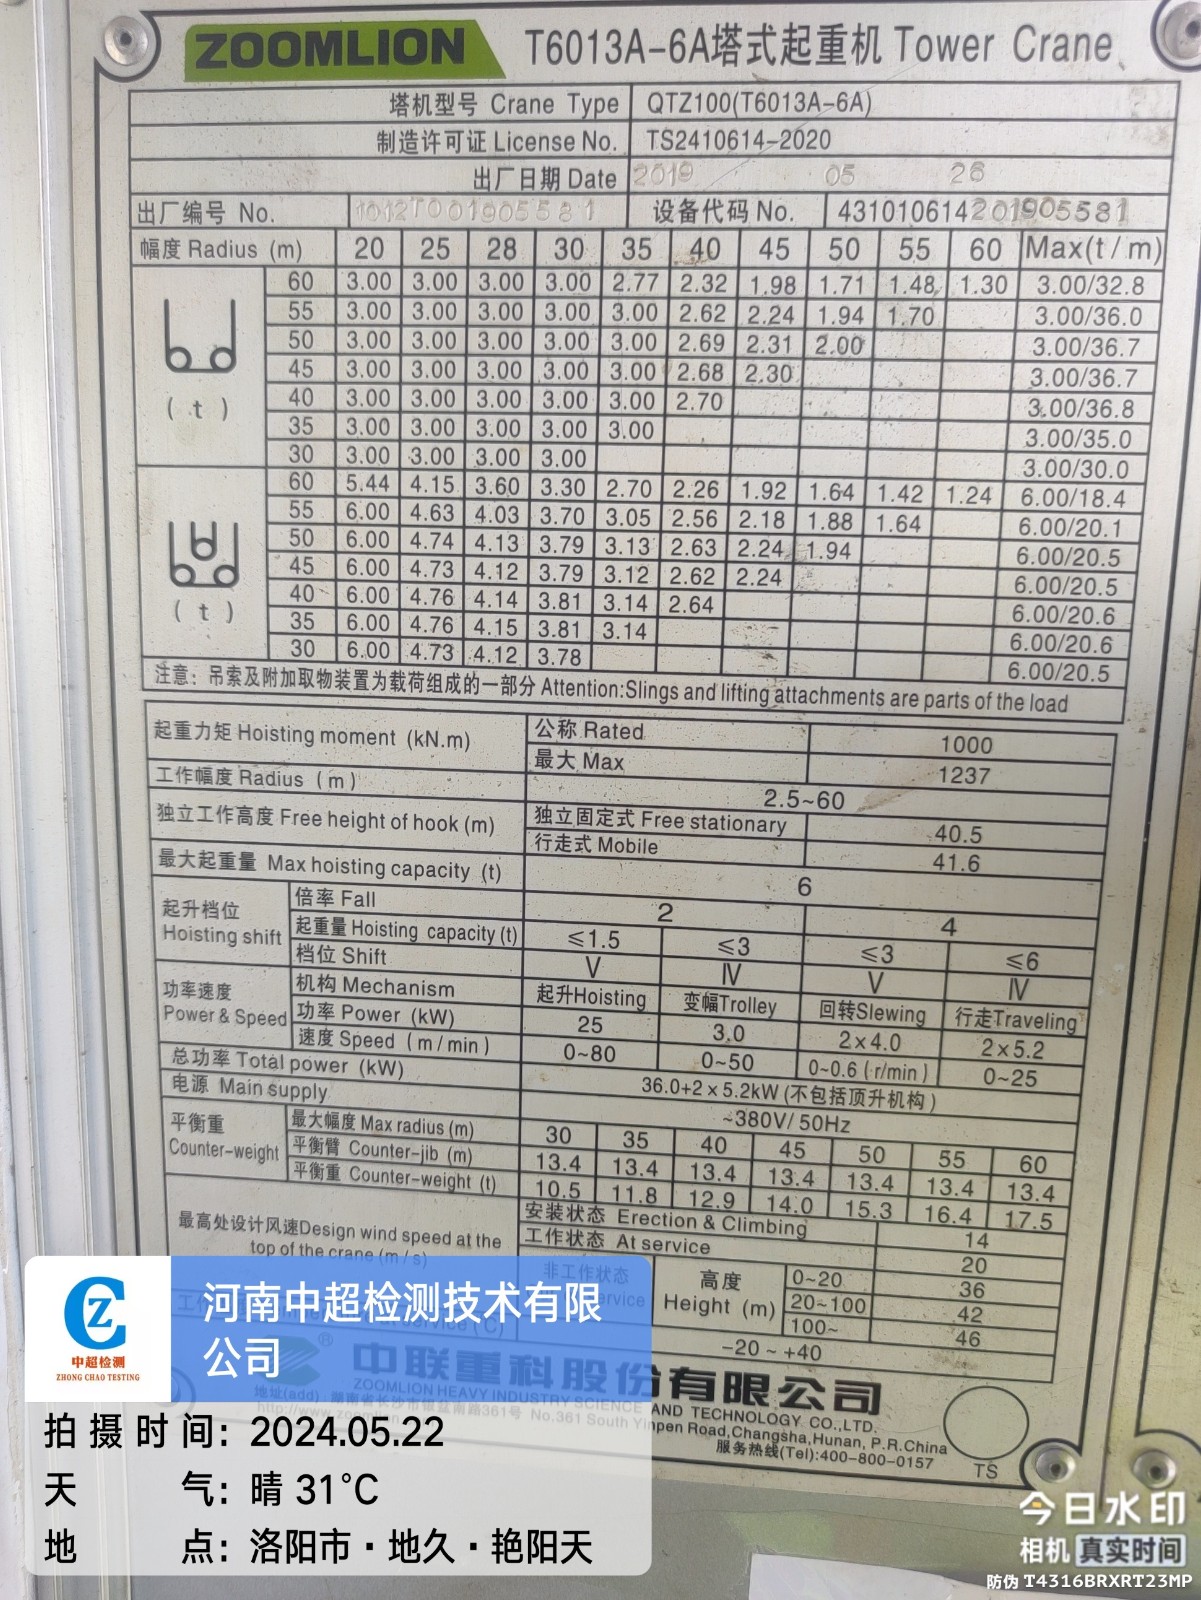 ZOOMLION T6013A-6A塔式起重机 Tower Crane
塔机型号 Crane Type QTZ100(T6013A-6A)
制造许可证 License No. TS2410614-2020
出厂日期 Date 2019 05 26
出厂编号 No. 1012T001905581 设备代码 No. 431010614201905581
幅度 Radius (m) 20 25 28 30 35 40 45 50 55 60 Max(t/m)
60 3.00 3.00 3.00 3.00 2.77 2.32 1.98 1.71 1.48 1.30 3.00/32.8
55 3.00 3.00 3.00 3.00 3.00 2.62 2.24 1.94 1.70 3.00/36.0
50 3.00 3.00 3.00 3.00 3.00 2.69 2.31 2.00 3.00/36.7
45 3.00 3.00 3.00 3.00 3.00 2.68 2.30 3.00/36.7
(t) 40 3.00 3.00 3.00 3.00 3.00 2.70 3.00/36.8
35 3.00 3.00 3.00 3.00 3.00 3.00/35.0
30 3.00 3.00 3.00 3.00 3.00/30.0
60 5.44 4.15 3.60 3.30 2.70 2.26 1.92 1.64 1.42 1.24 6.00/18.4
55 6.00 4.63 4.03 3.70 3.05 2.56 2.18 1.88 1.64 6.00/20.1
50 6.00 4.74 4.13 3.79 3.13 2.63 2.24 1.94 6.00/20.5
45 6.00 4.73 4.12 3.79 3.12 2.62 2.24 6.00/20.5
(t) 40 6.00 4.76 4.14 3.81 3.14 2.64 6.00/20.6
35 6.00 4.76 4.15 3.81 3.14 6.00/20.6
30 6.00 4.73 4.12 3.78 6.00/20.5
注意: 吊索及附加取物装置为载荷组成的一部分 Attention:Slings and lifting attachments are parts of the load
起重力矩 Hoisting moment (kN.m) 公称 Rated 1000
最大 Max 1237
工作幅度 Radius (m) 2.5~60
独立工作高度 Free height of hook (m) 独立固定式 Free stationary 40.5
行走式 Mobile 41.6
最大起重量 Max hoisting capacity (t) 6
起升档位 Hoisting shift 倍率 Fall 2 4
起重量 Hoisting capacity (t) ≤1.5 ≤3 ≤3 ≤6
档位 Shift V IV V IV
功率速度 Power & Speed 机构 Mechanism 起升Hoisting 变幅Trolley 回转Slewing 行走Traveling
功率 Power (kW) 25 3.0 2×4.0 2×5.2
速度 Speed (m/min) 0~80 0~50 0~0.6 (r/min) 0~25
总功率 Total power (kW) 36.0+2×5.2kW (不包括顶升机构)
电源 Main supply ~380V/50Hz
平衡重 Counter-weight 最大幅度 Max radius (m) 30 35 40 45 50 55 60
平衡臂 Counter-jib (m) 13.4 13.4 13.4 13.4 13.4 13.4 13.4
平衡重 Counter-weight (t) 10.5 11.8 12.9 14.0 15.3 16.4 17.5
最高处设计风速Design wind speed at the top of the crane (m/s) 安装状态 Erection & Climbing 14
工作状态 At service 20
非工作状态 service 高度 Height (m) 0~20 36
20~100 42
100~ 46
-20 ~ +40
® 中联重科股份有限公司
ZOOMLION HEAVY INDUSTRY SCIENCE AND TECHNOLOGY CO.,LTD.
地址(add): 湖南省长沙市银盆南路361号 No.361 South Yinpen Road,Changsha,Hunan, P.R.China
http://www.zoomlion 服务热线(Tel):400-800-0157
TS
CZ
中超检测
ZHONG CHAO TESTING
河南中超检测技术有限
公司
拍摄时间: 2024.05.22
天气: 晴 31℃
地点: 洛阳市·地久·艳阳天
今日水印
相机 真实时间
防伪 T4316BRXRT23MP